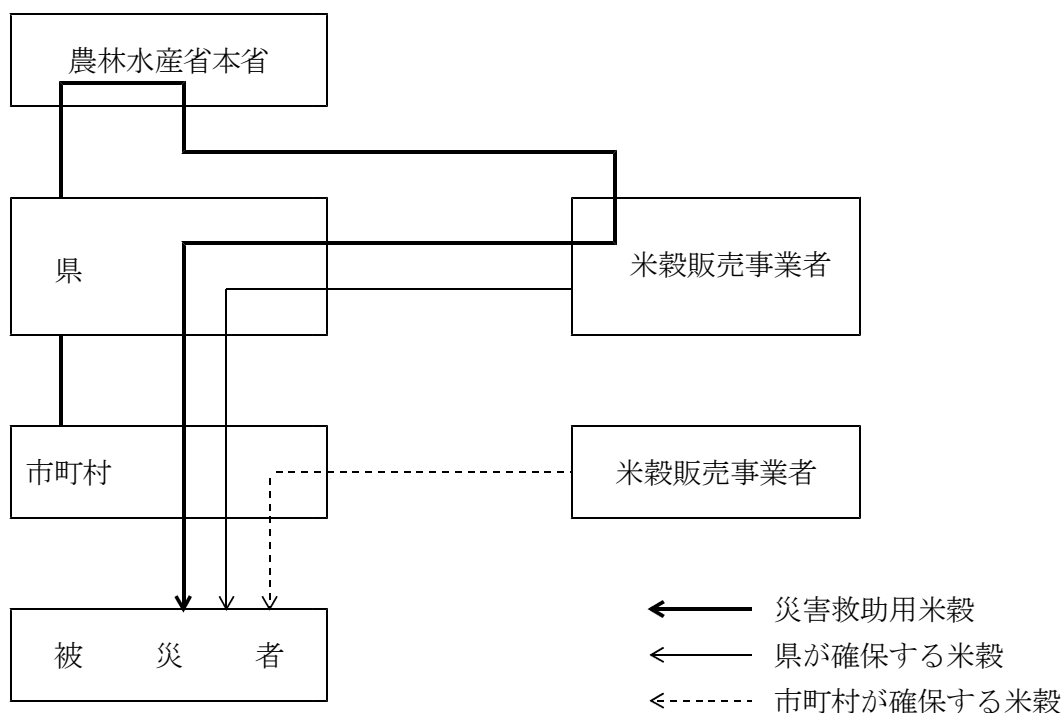 農林水産省本省
県
米穀販売事業者
市町村
米穀販売事業者
被　災　者
災害救助用米穀
県が確保する米穀
市町村が確保する米穀